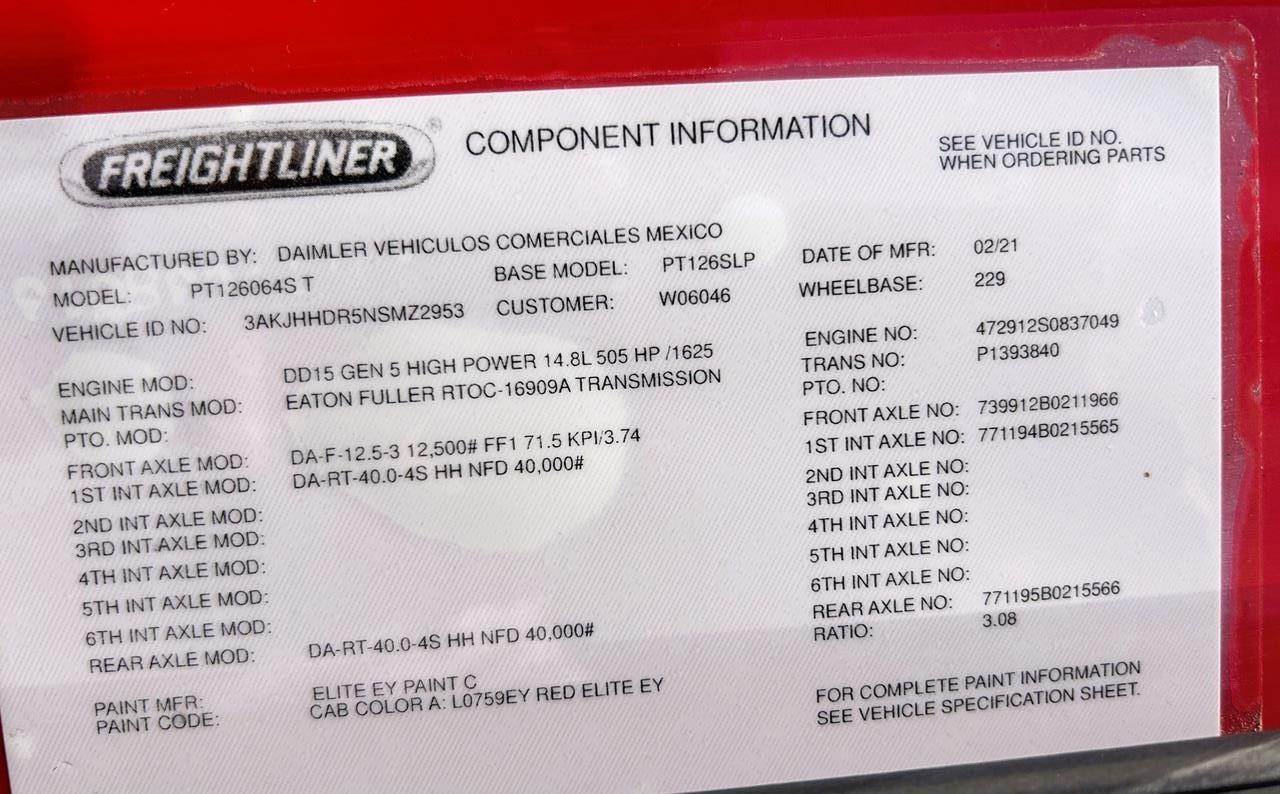 FREIGHTLINER ®
COMPONENT INFORMATION
SEE VEHICLE ID NO.
WHEN ORDERING PARTS
MANUFACTURED BY: DAIMLER VEHICULOS COMERCIALES MEXICO
DATE OF MFR: 02/21
MODEL: PT126064S T BASE MODEL: PT126SLP
WHEELBASE: 229
VEHICLE ID NO: 3AKJHHDR5NSMZ2953 CUSTOMER: W06046
ENGINE MOD: DD15 GEN 5 HIGH POWER 14.8L 505 HP /1625
ENGINE NO: 472912S0837049
MAIN TRANS MOD: EATON FULLER RTOC-16909A TRANSMISSION
TRANS NO: P1393840
PTO. MOD:
PTO. NO:
FRONT AXLE MOD: DA-F-12.5-3 12,500# FF1 71.5 KPI/3.74
FRONT AXLE NO: 739912B0211966
1ST INT AXLE MOD: DA-RT-40.0-4S HH NFD 40,000#
1ST INT AXLE NO: 771194B0215565
2ND INT AXLE MOD:
2ND INT AXLE NO:
3RD INT AXLE MOD:
3RD INT AXLE NO:
4TH INT AXLE MOD:
4TH INT AXLE NO:
5TH INT AXLE MOD:
5TH INT AXLE NO:
6TH INT AXLE MOD:
6TH INT AXLE NO:
REAR AXLE MOD: DA-RT-40.0-4S HH NFD 40,000#
REAR AXLE NO: 771195B0215566
RATIO: 3.08
PAINT MFR: ELITE EY PAINT C
PAINT CODE: CAB COLOR A: L0759EY RED ELITE EY
FOR COMPLETE PAINT INFORMATION
SEE VEHICLE SPECIFICATION SHEET.